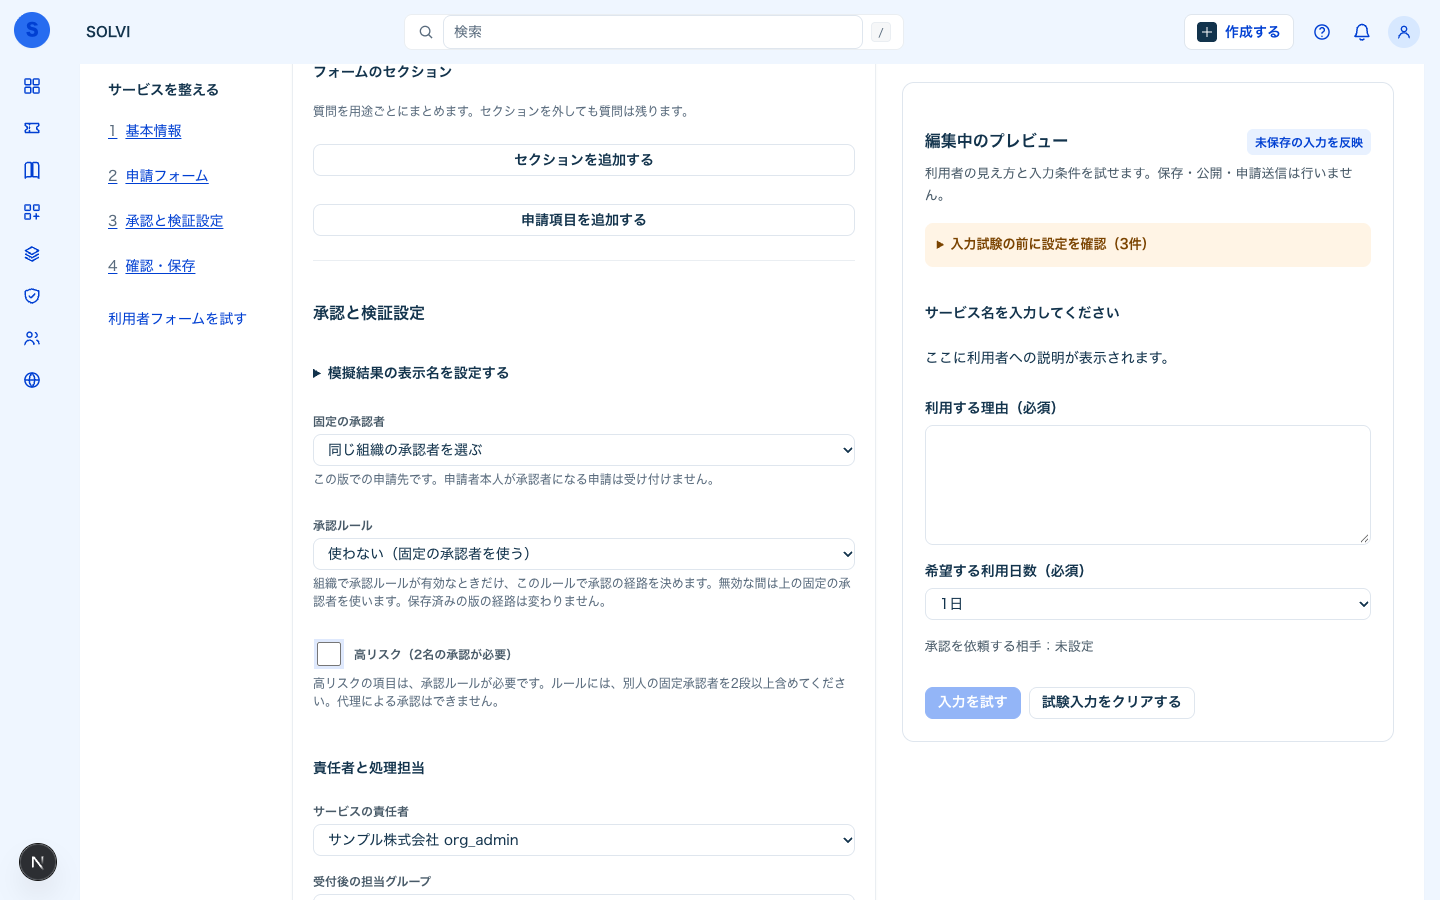 S
SOLVI
検索
/
作成する
サービスを整える
1 基本情報
2 申請フォーム
3 承認と検証設定
4 確認・保存
利用者フォームを試す
フォームのセクション
質問を用途ごとにまとめます。セクションを外しても質問は残ります。
セクションを追加する
申請項目を追加する
承認と検証設定
模擬結果の表示名を設定する
固定の承認者
同じ組織の承認者を選ぶ
この版での申請先です。申請者本人が承認者になる申請は受け付けません。
承認ルール
使わない（固定の承認者を使う）
組織で承認ルールが有効なときだけ、このルールで承認の経路を決めます。無効な間は上の固定の承
認者を使います。保存済みの版の経路は変わりません。
高リスク（2名の承認が必要）
高リスクの項目は、承認ルールが必要です。ルールには、別人の固定承認者を2段以上含めてくださ
い。代理による承認はできません。
責任者と処理担当
サービスの責任者
サンプル株式会社 org_admin
受付後の担当グループ
編集中のプレビュー
未保存の入力を反映
利用者の見え方と入力条件を試せます。保存・公開・申請送信は行いませ
ん。
入力試験の前に設定を確認（3件）
サービス名を入力してください
ここに利用者への説明が表示されます。
利用する理由（必須）
希望する利用日数（必須）
1日
承認を依頼する相手：未設定
入力を試す
試験入力をクリアする
N